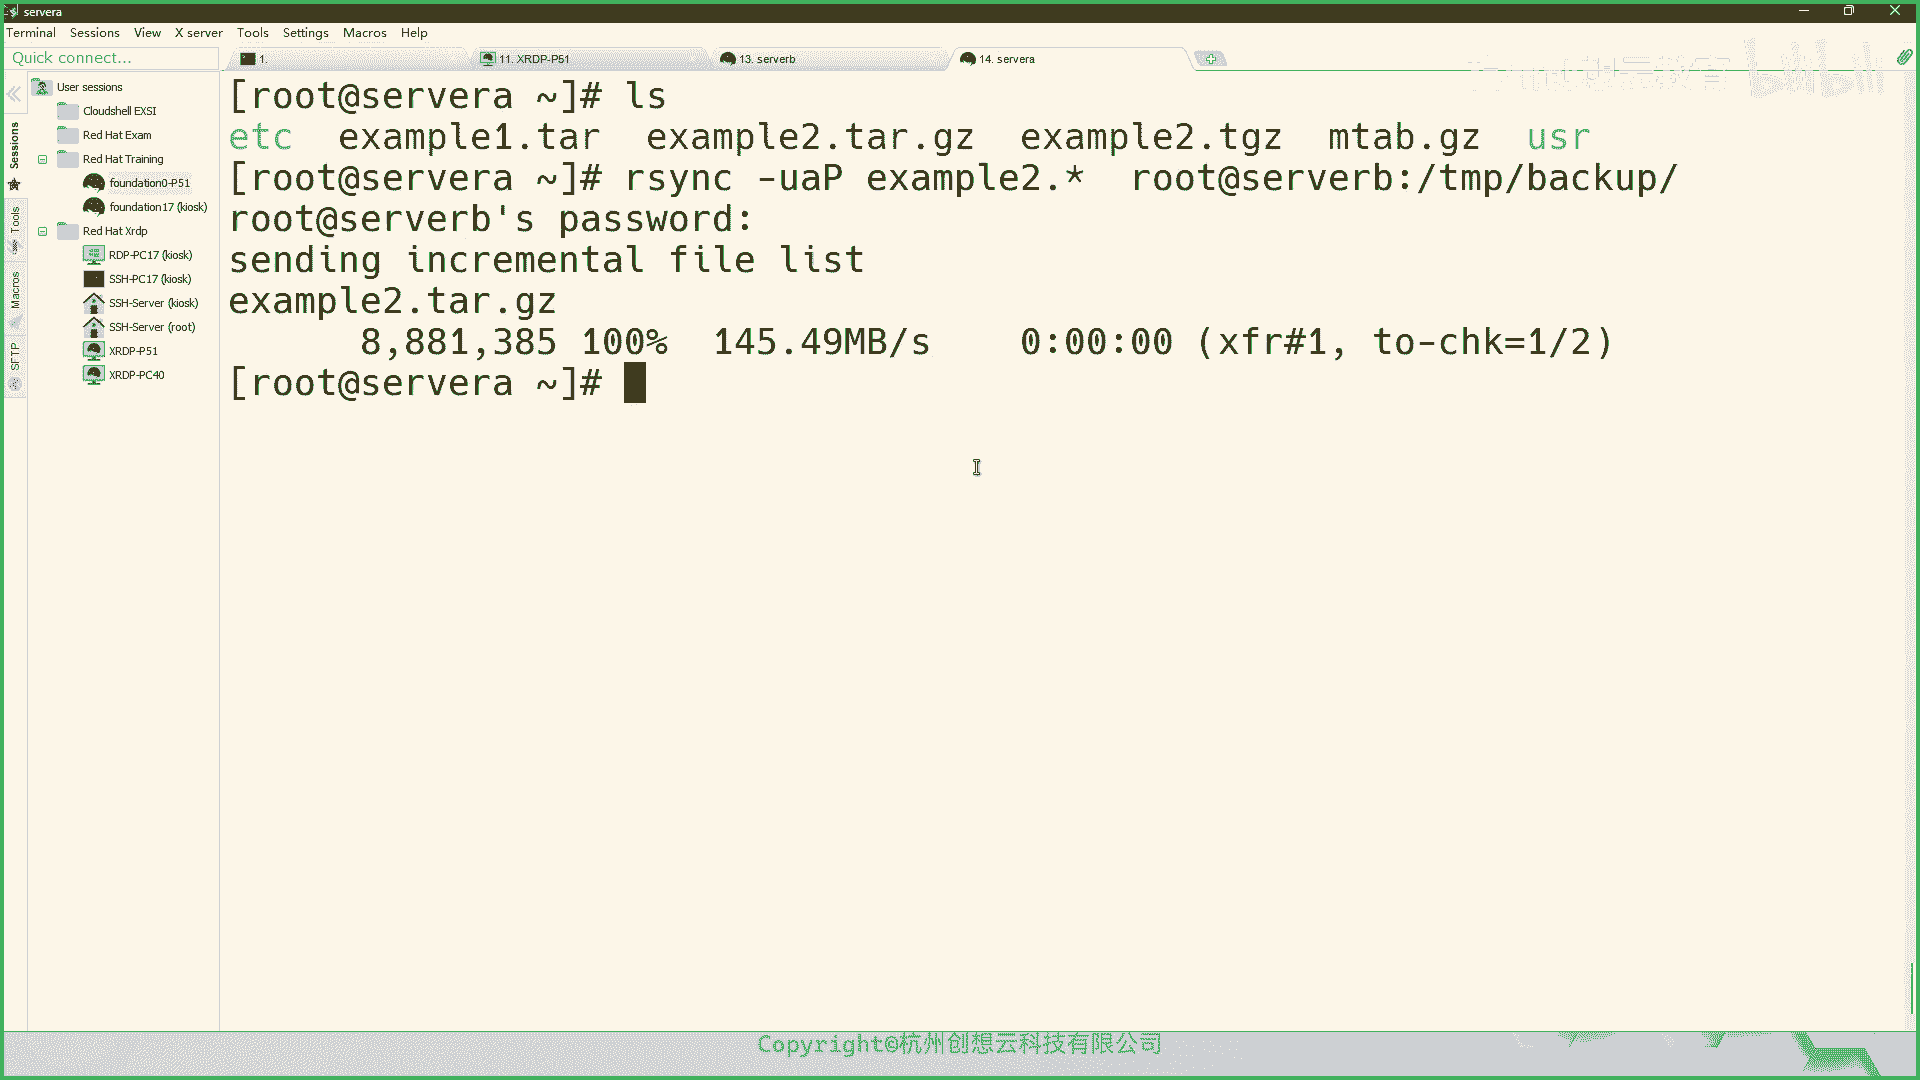 servera
Terminal Sessions View X server Tools Settings Macros Help
Quick connect...
1.
11. XRDP-P51
13. serverb
14. servera
Sessions
Tools
Macros
SFTP
User sessions
Cloudshell EXSI
Red Hat Exam
Red Hat Training
foundation0-P51
foundation17 (kiosk)
Red Hat Xrdp
RDP-PC17 (kiosk)
SSH-PC17 (kiosk)
SSH-Server (kiosk)
SSH-Server (root)
XRDP-P51
XRDP-PC40
[root@servera ~]# ls
etc example1.tar example2.tar.gz example2.tgz mtab.gz usr
[root@servera ~]# rsync -uaP example2.* root@serverb:/tmp/backup/
root@serverb's password:
sending incremental file list
example2.tar.gz
8,881,385 100% 145.49MB/s 0:00:00 (xfr#1, to-chk=1/2)
[root@servera ~]#
Copyright©杭州创想云科技有限公司